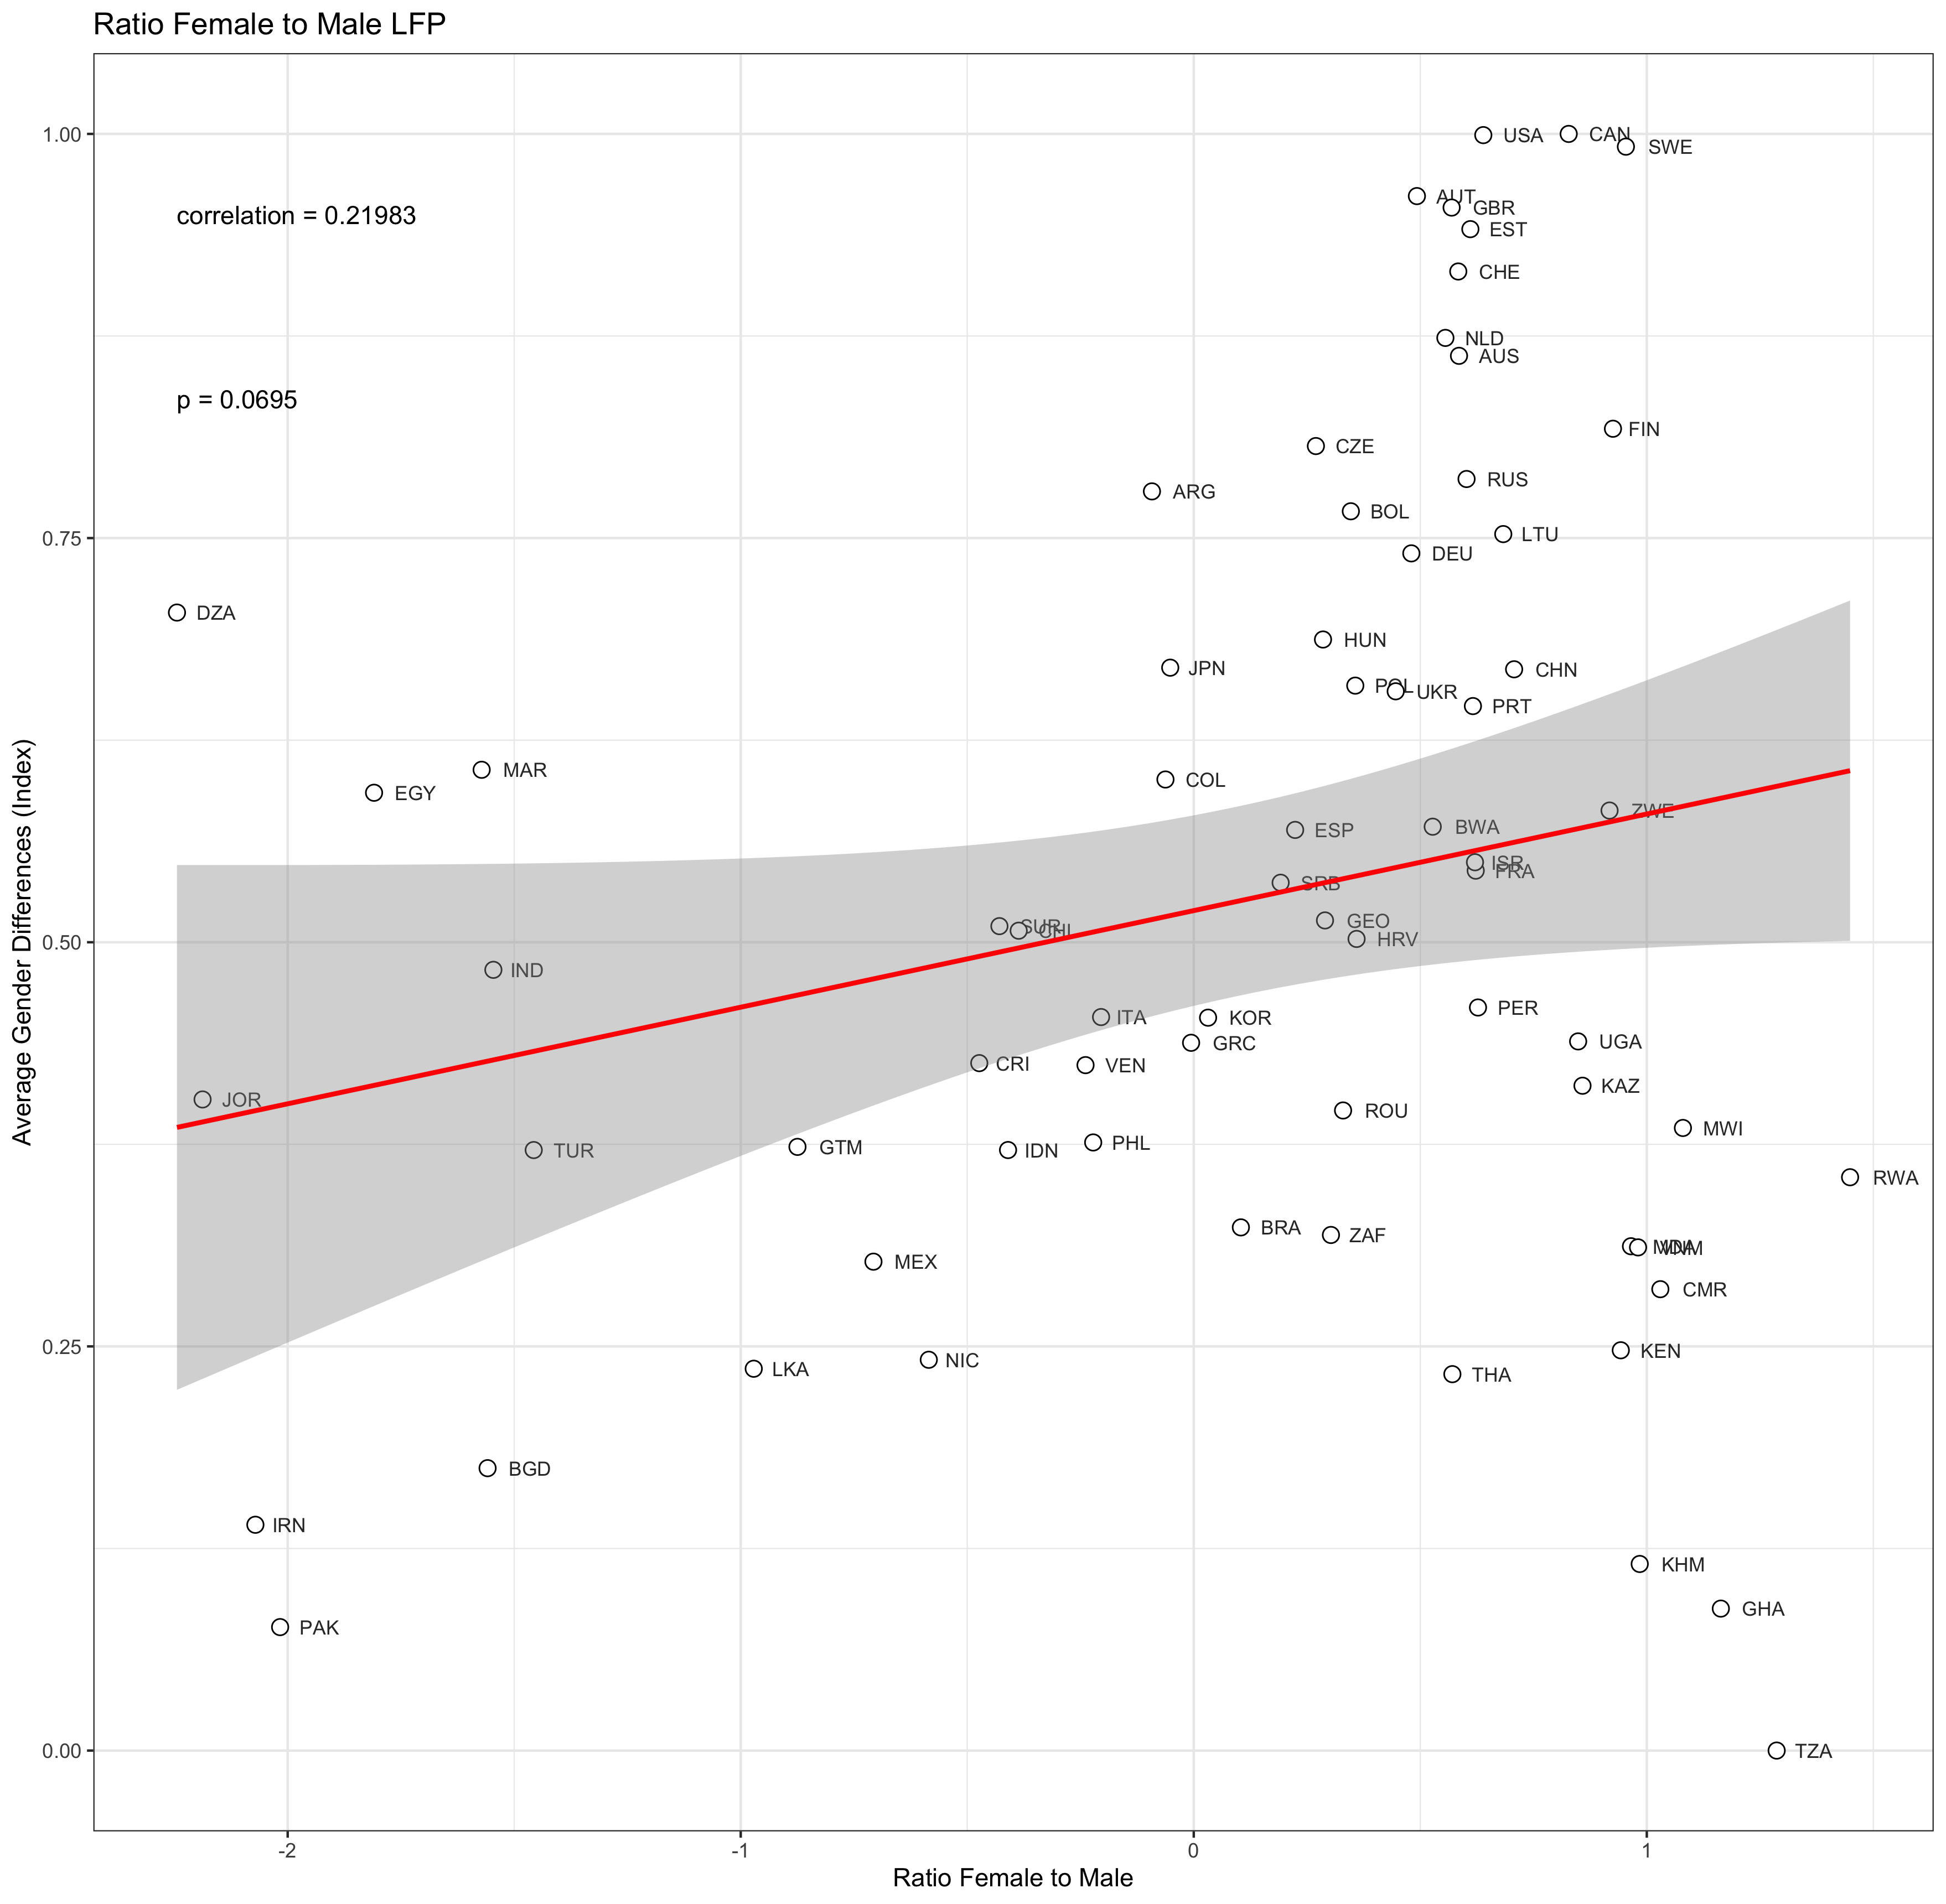 Ratio Female to Male LFP
1.00
USA
CAN
SWE
AUT
correlation = 0.21983
GBR
EST
CHE
NLD
AUS
p = 0.0695
FIN
CZE
RUS
ARG
BOL
0.75
LTU
DEU
DZA
HUN
JPN
CHN
POL
UKR
PRT
MAR
COL
EGY
ZWE
BWA
ESP
ISR
FRA
SRB
GEO
SUR
CHL
HRV
0.50
Average Gender Differences (Index)
IND
PER
ITA
KOR
UGA
GRC
CRI
VEN
KAZ
JOR
ROU
MWI
PHL
GTM
TUR
IDN
RWA
BRA
ZAF
MDA
VNM
MEX
CMR
0.25
KEN
NIC
LKA
THA
BGD
IRN
KHM
GHA
PAK
0.00
TZA
-2
-1
0
1
Ratio Female to Male